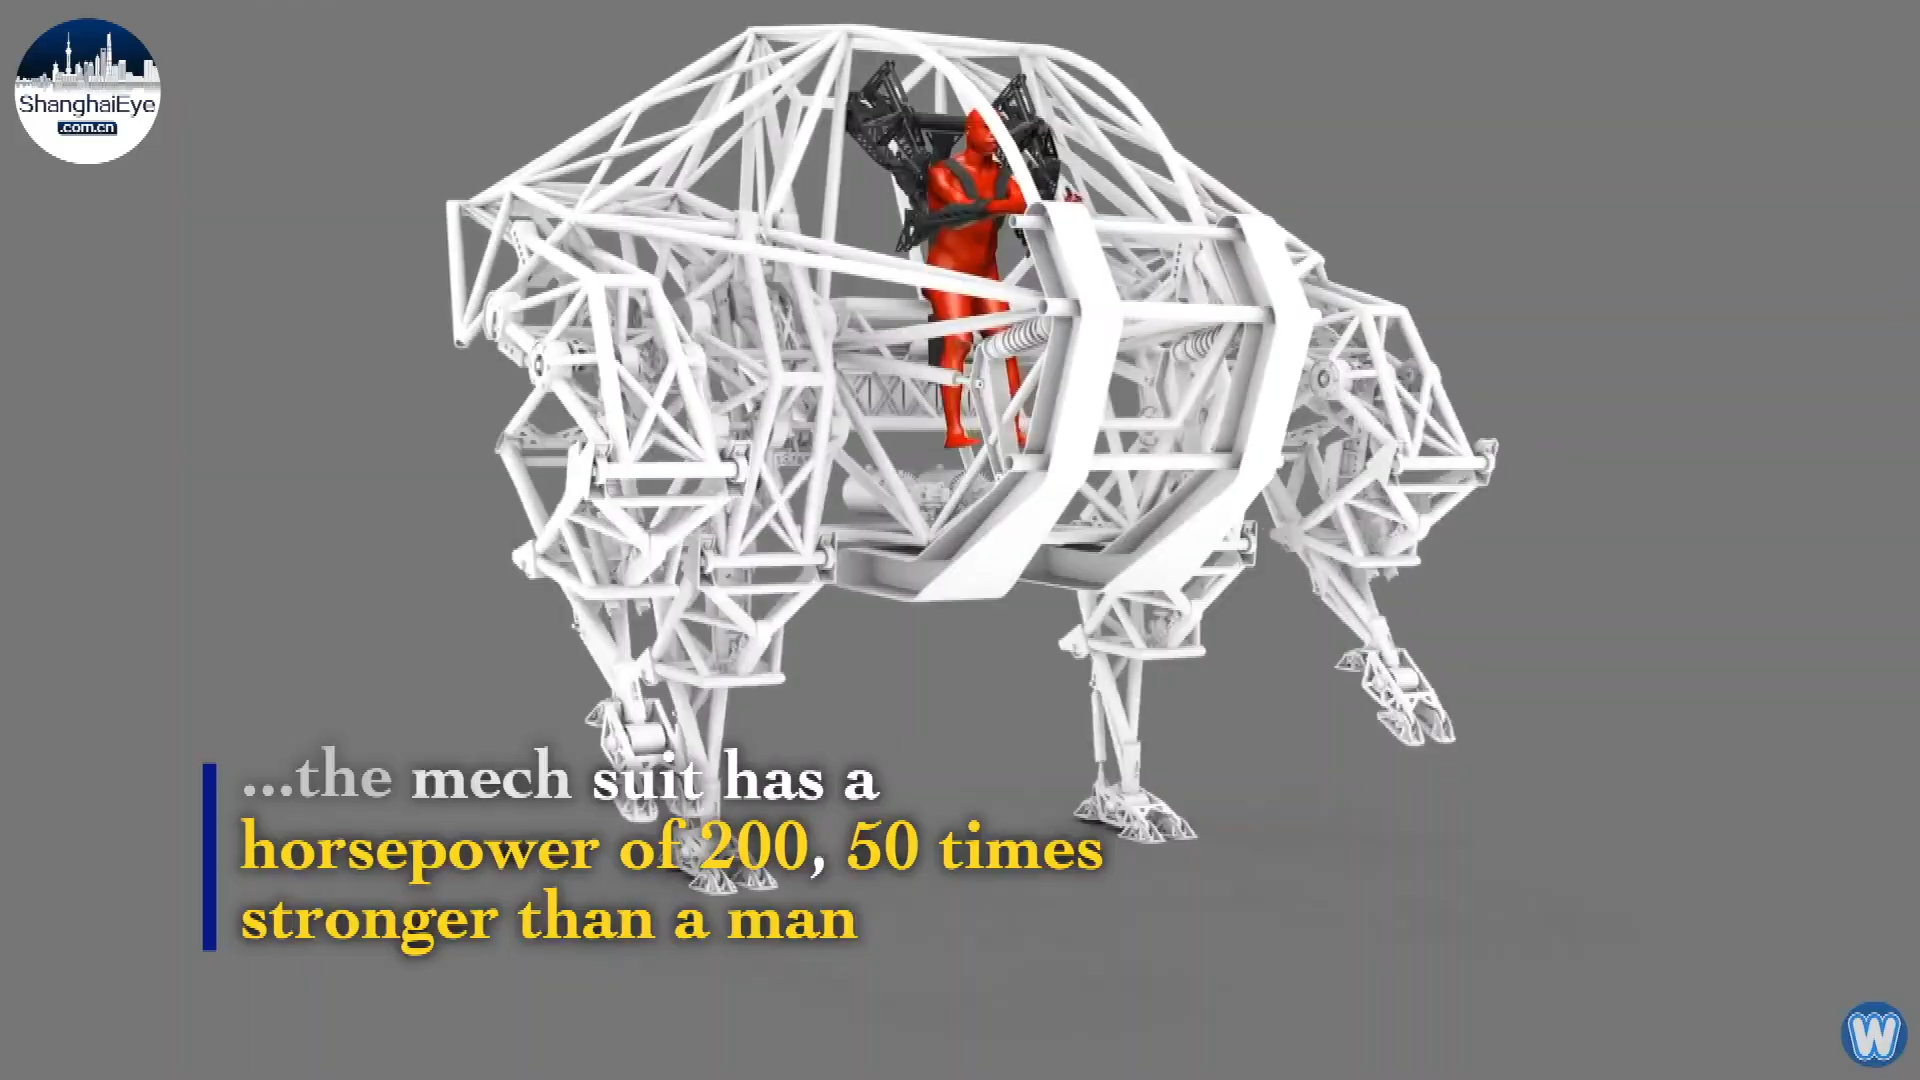 ShanghaiEye
.com.cn
...the mech suit has a
horsepower of 200, 50 times
stronger than a man
W